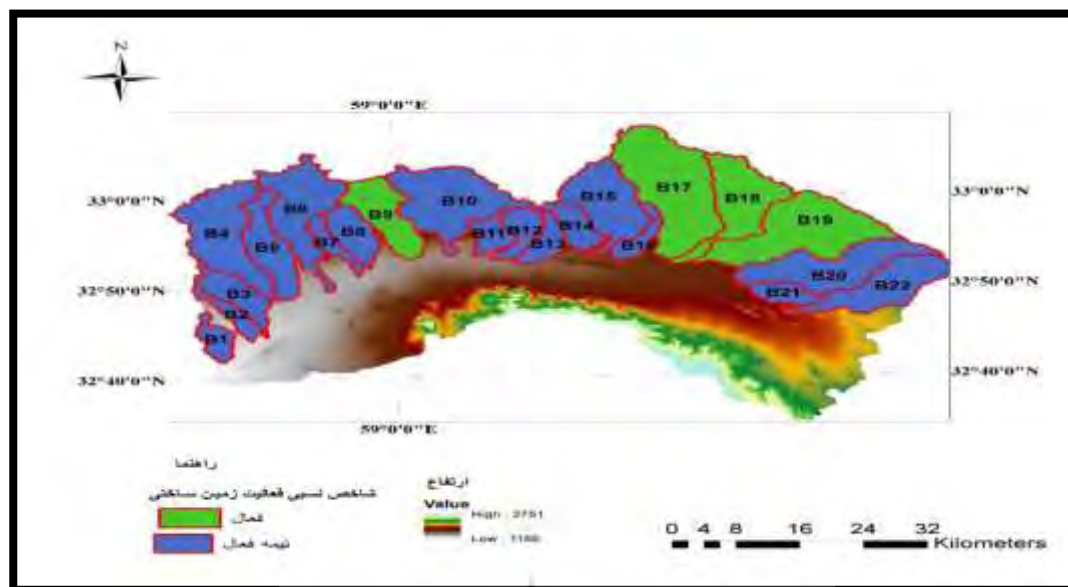 59°0'0"E
33°0'0"N
33°0'0"N
32°50'0"N
32°50'0"N
32°40'0"N
32°40'0"N
59°0'0"E
B17
B18
B15
B10
B9
B19
B4
B8
B11
B12
B14
B13
B16
B7
B20
B22
B21
B3
B2
B1
راهنما
شاخص نسبی فعالیت زمین ساختی
فعال
نیمه فعال
ارتفاع
Value
High : 2751
Low :
0 4 8 16 24 32
Kilometers